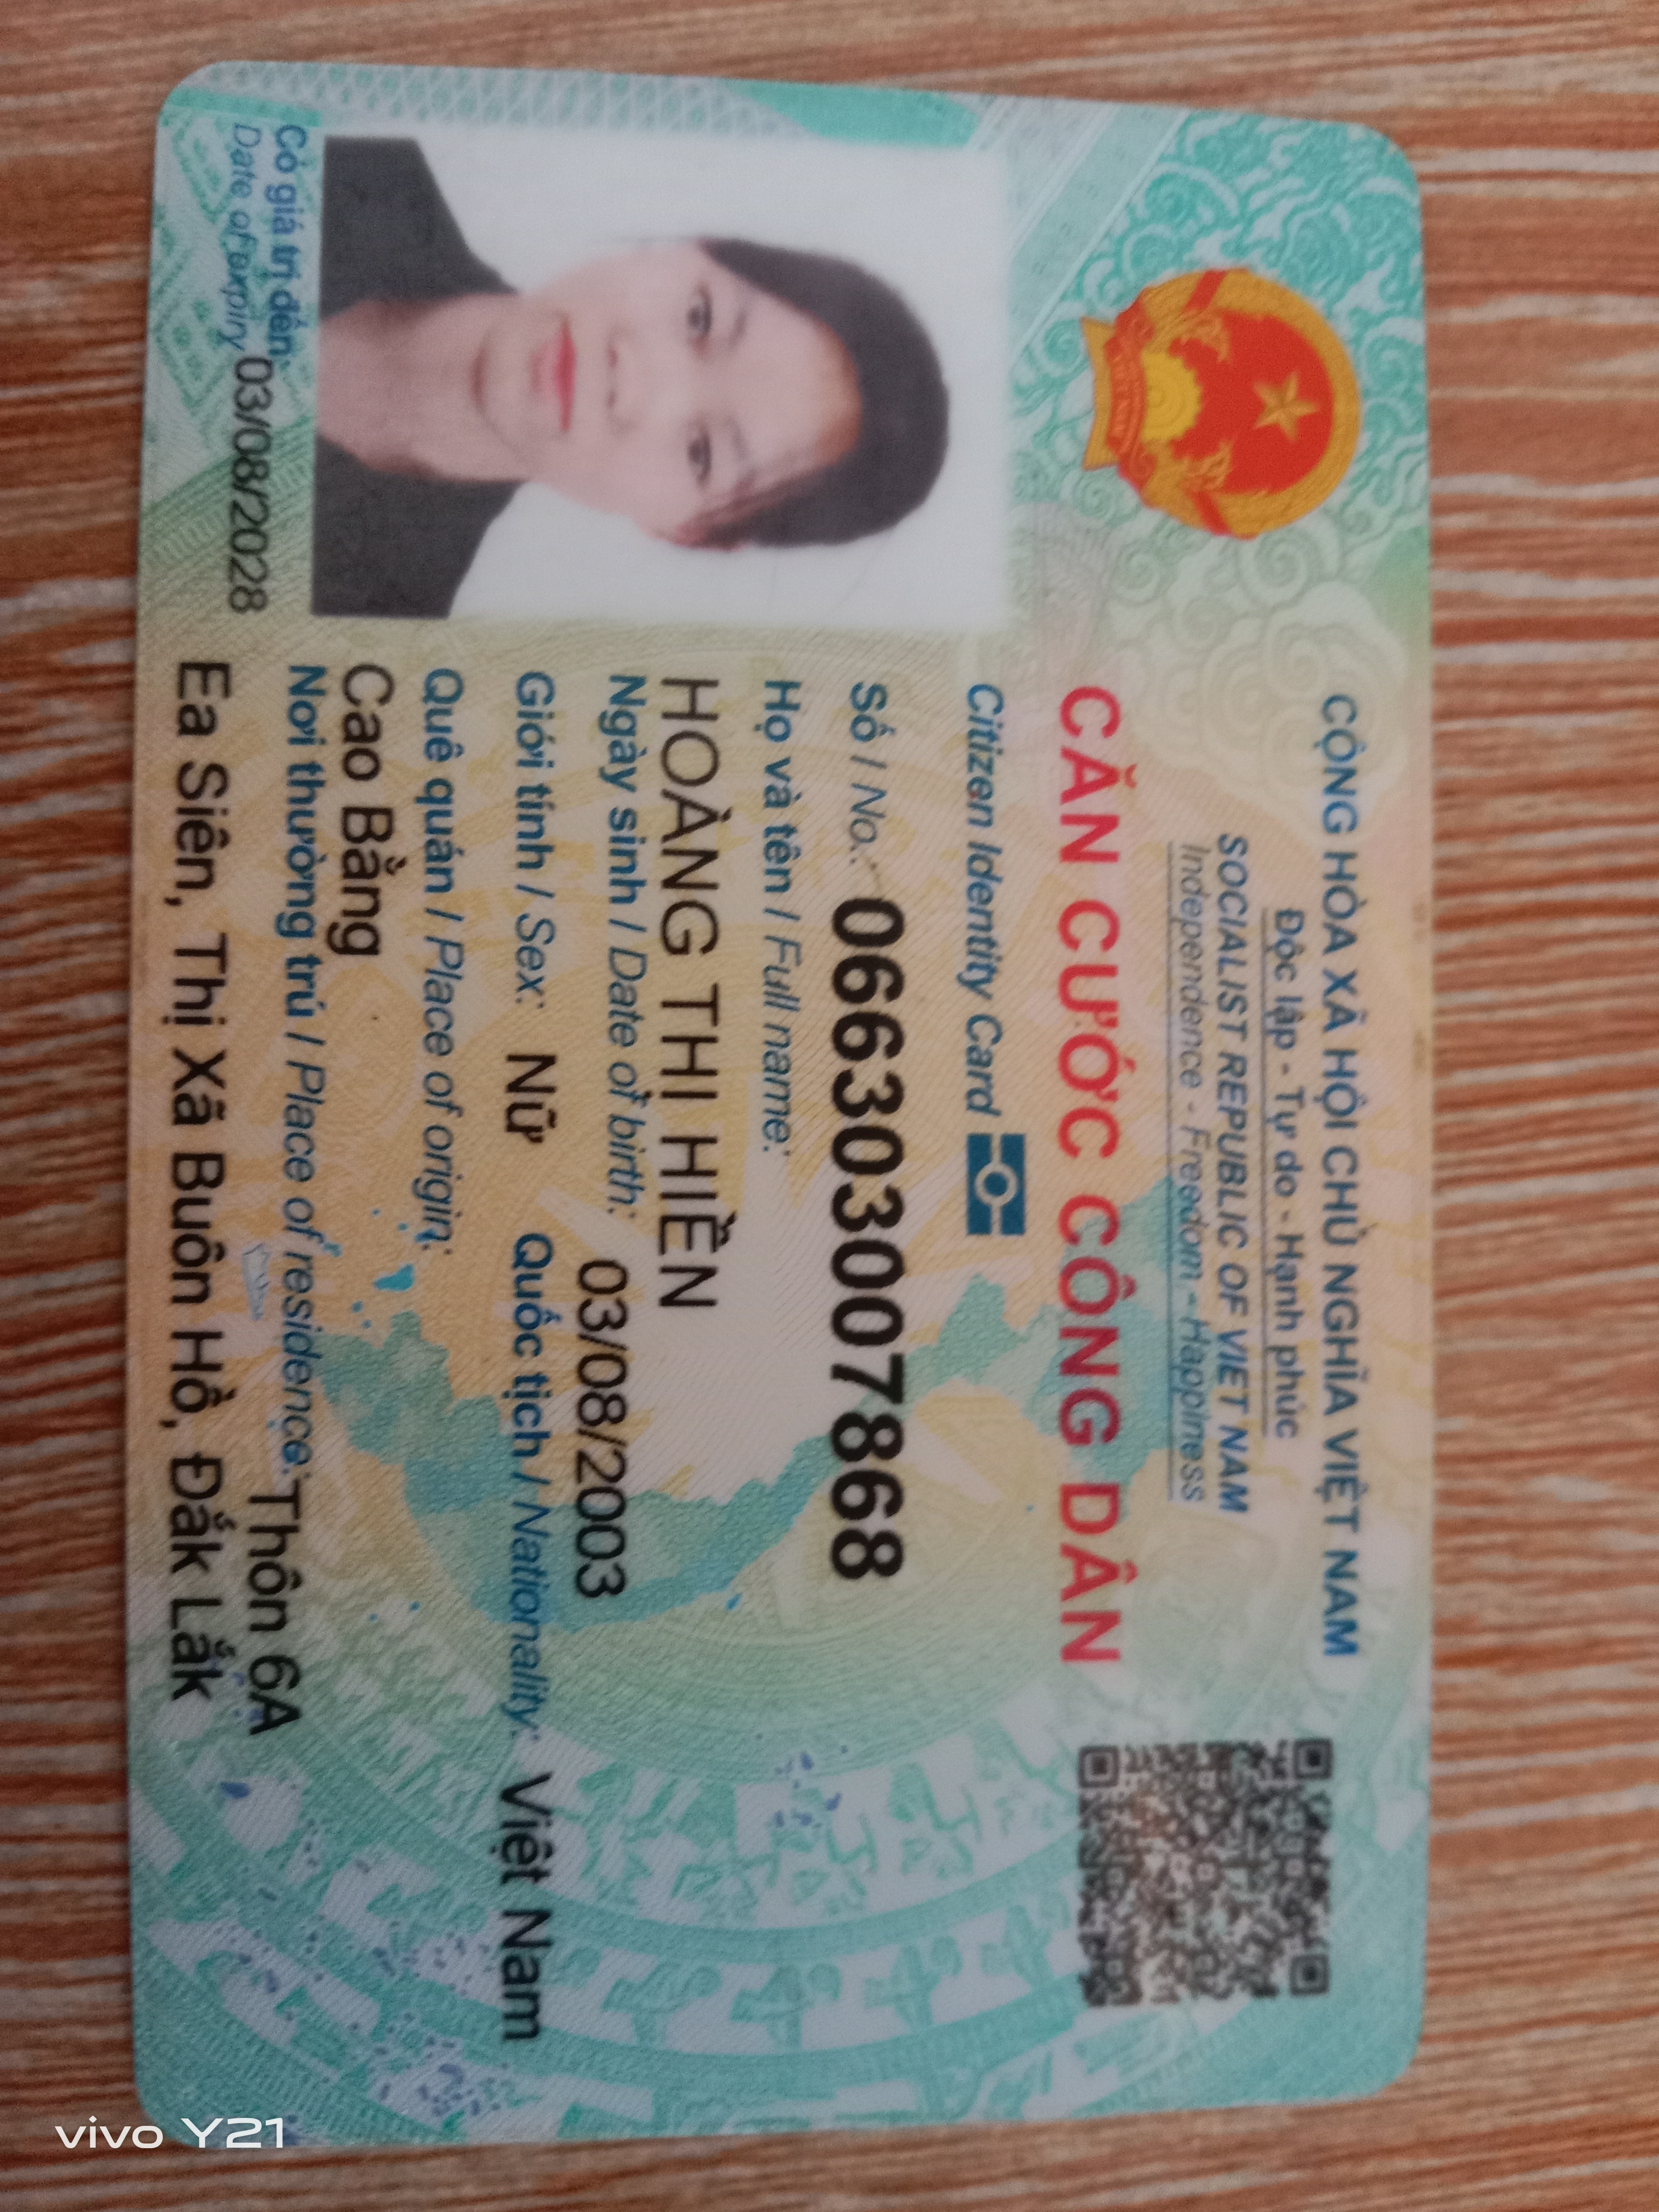 CỘNG HÒA XÃ HỘI CHỦ NGHĨA VIỆT NAM
Độc lập - Tự do - Hạnh phúc
SOCIALIST REPUBLIC OF VIET NAM
Independence - Freedom - Happiness
CĂN CƯỚC CÔNG DÂN
Citizen Identity Card
Số / No.: 066303007868
Họ và tên / Full name:
HOÀNG THỊ HIỀN
Ngày sinh / Date of birth: 03/08/2003
Giới tính / Sex: Nữ Quốc tịch / Nationality: Việt Nam
Quê quán / Place of origin:
Cao Bằng
Nơi thường trú / Place of residence: Thôn 6A
Ea Siên, Thị Xã Buôn Hồ, Đắk Lắk
Có giá trị đến:
Date of expiry 03/08/2028
VIỆT NAM
vivo Y21